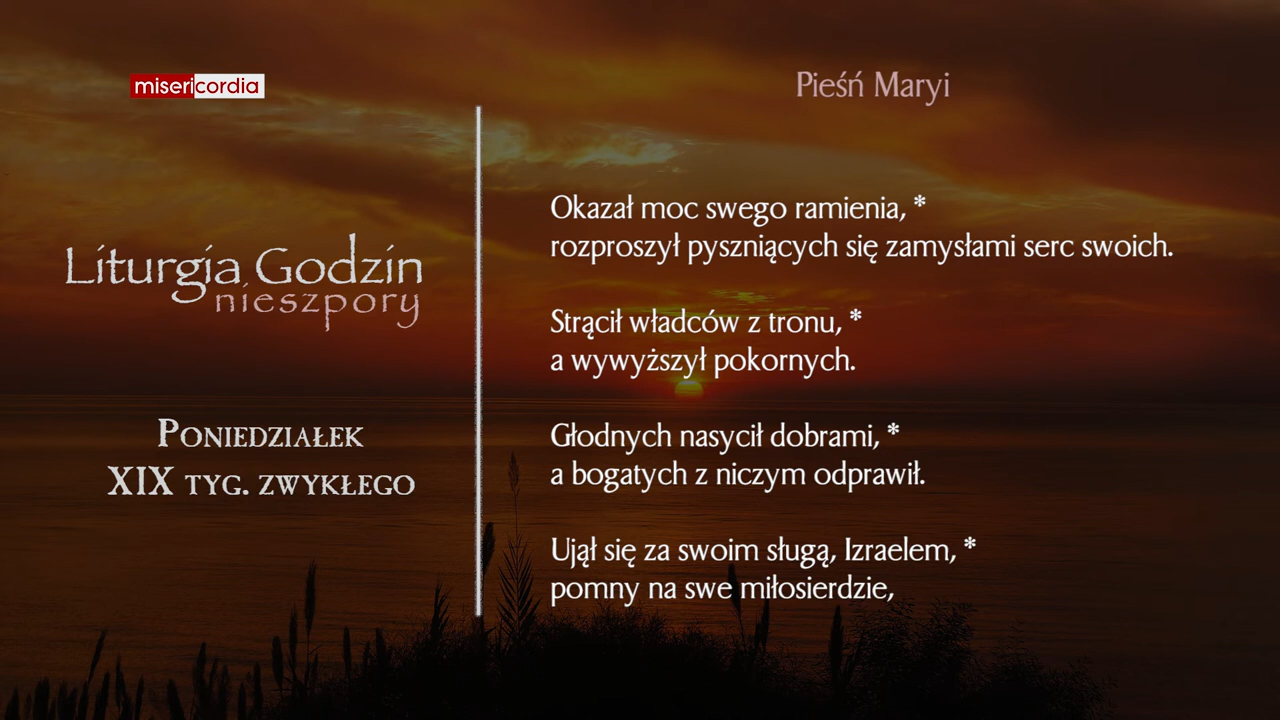 misericordia
Liturgia Godzin
nieszpory
Poniedziałek
XIX tyg. zwykłego
Pieśń Maryi
Okazał moc swego ramienia, *
rozproszył pyszniących się zamysłami serc swoich.
Strącił władców z tronu, *
a wywyższył pokornych.
Głodnych nasycił dobrami, *
a bogatych z niczym odprawił.
Ujął się za swoim sługą, Izraelem, *
pomny na swe miłosierdzie,